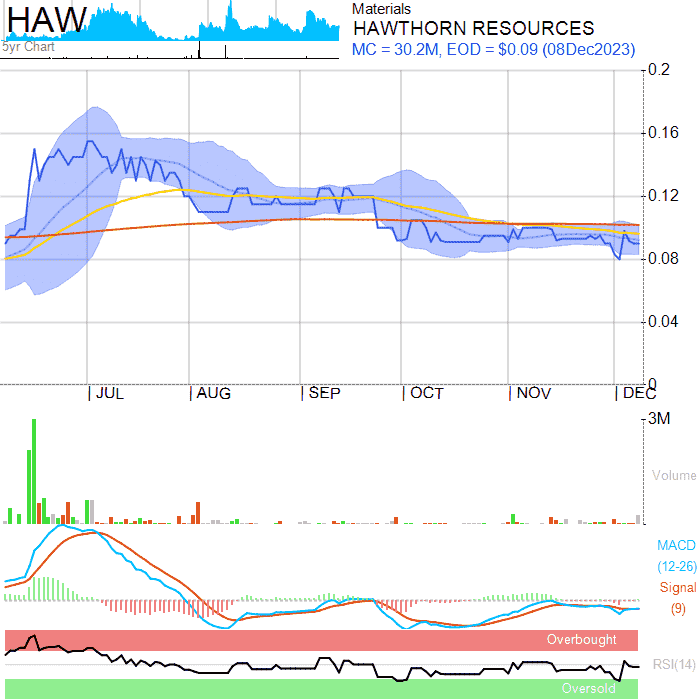 HAW
5yr Chart
Materials
HAWTHORN RESOURCES
MC = 30.2M, EOD = $0.09 (08Dec2023)
0.2
0.16
0.12
0.08
0.04
0
JUL AUG SEP OCT NOV DEC
3M
Volume
MACD
(12-26)
Signal
(9)
Overbought
RSI(14)
Oversold